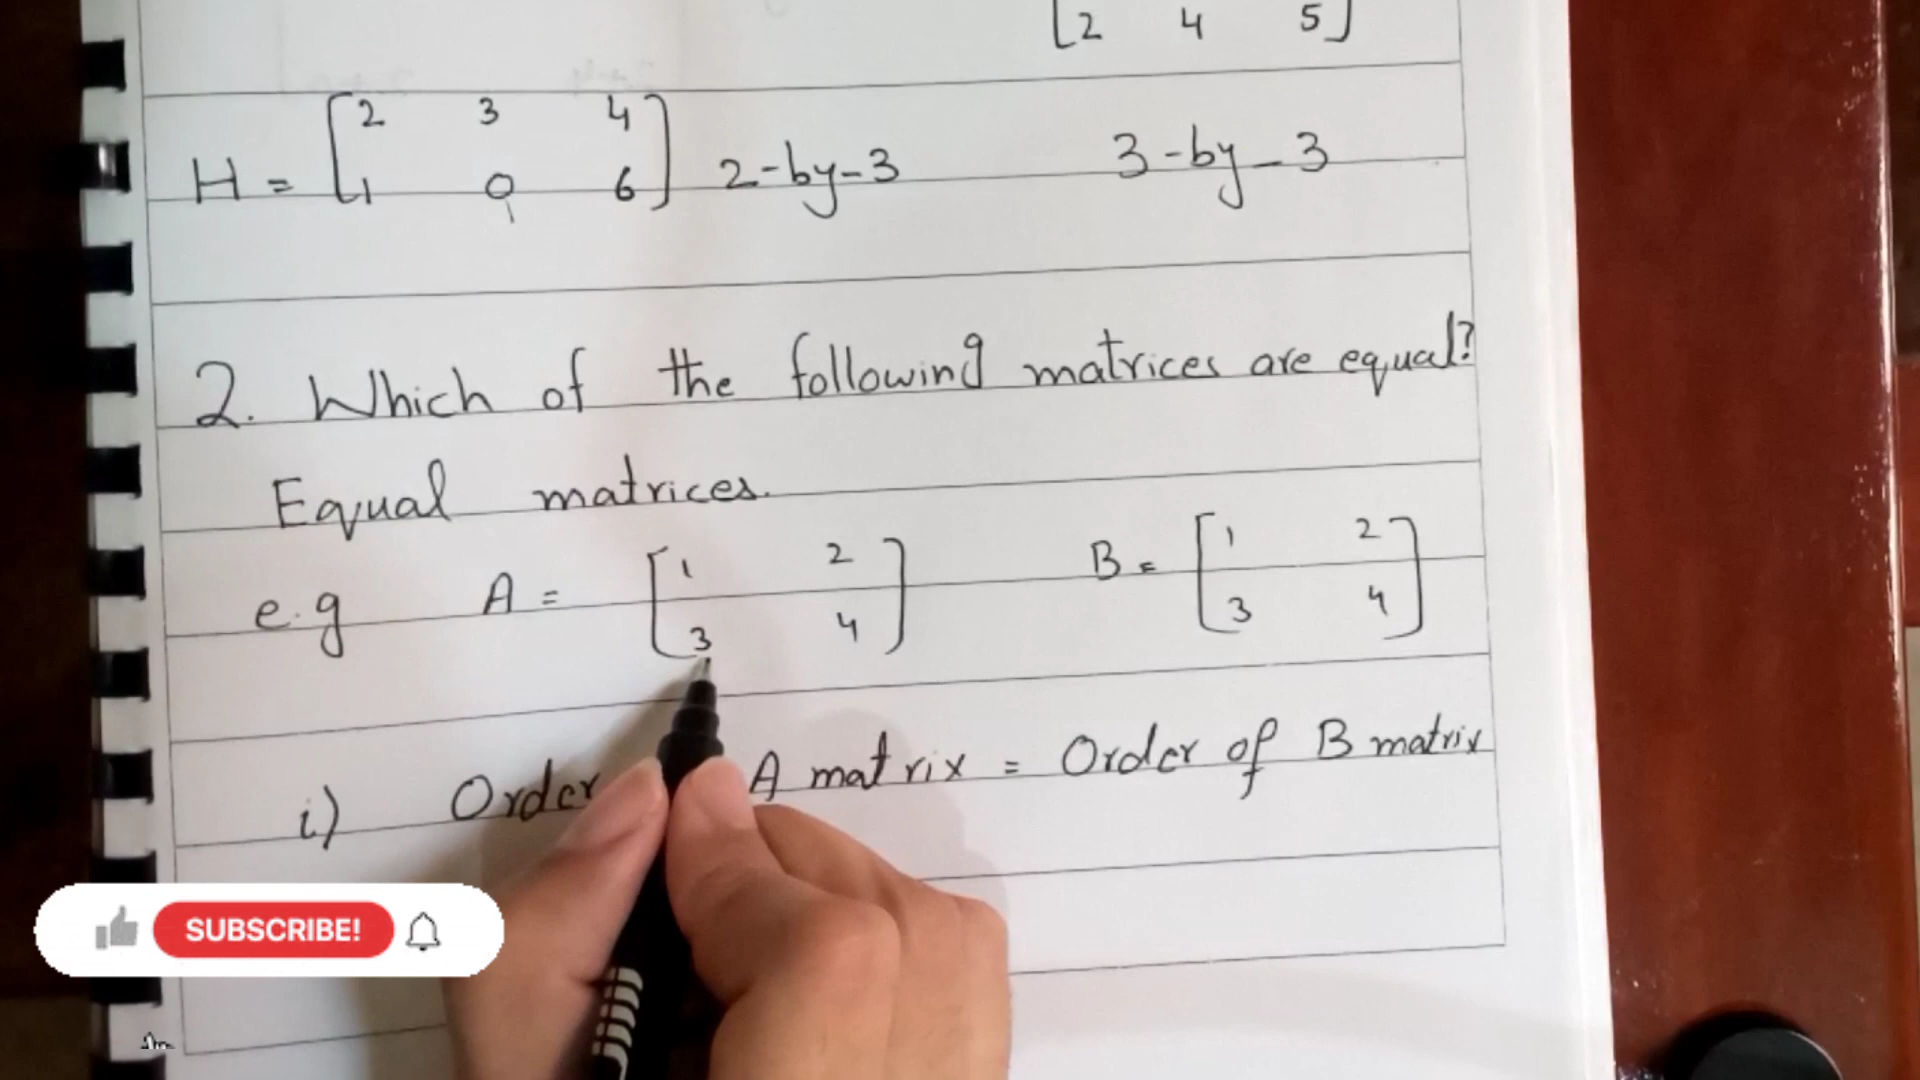 [2 4 5]
H = [2 3 4
1 0 6] 2-by-3 3-by-3
2. Which of the following matrices are equal?
Equal matrices.
e.g A = [1 2
3 4] B = [1 2
3 4]
i) Order A matrix = Order of B matrix
SUBSCRIBE!